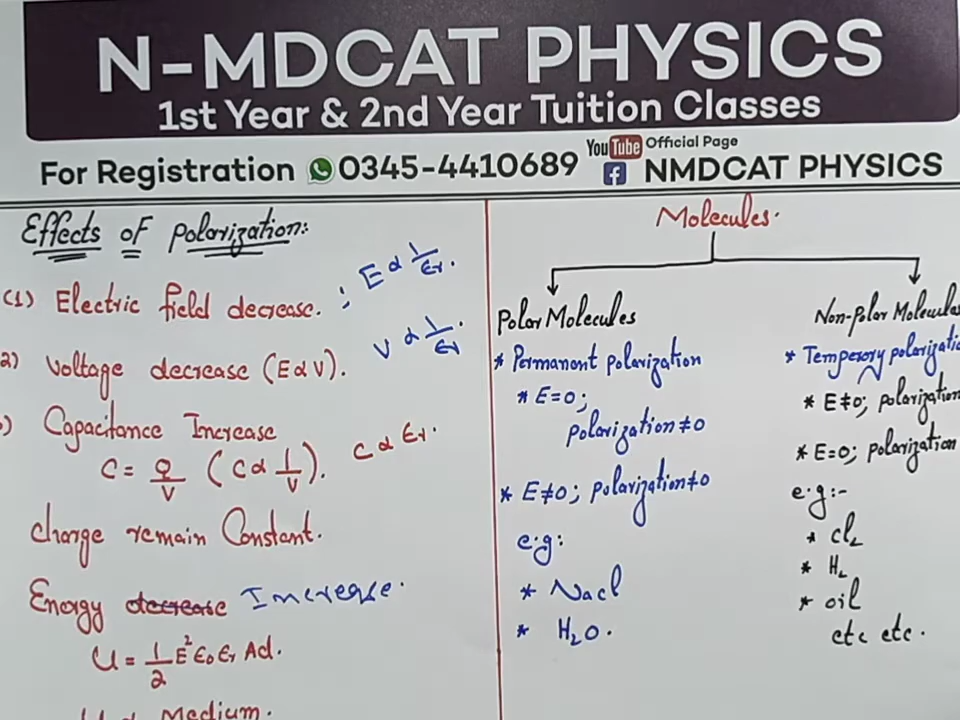 N-MDCAT PHYSICS
1st Year & 2nd Year Tuition Classes
For Registration 0345-4410689 YouTube Official Page
NMDCAT PHYSICS
Effects of Polarization:
(1) Electric field decrease. ; E ∝ 1/εr.
2) Voltage decrease (E∝V). V ∝ 1/εr.
) Capacitance Increase
C = Q/V (C∝ 1/V). C ∝ εr.
Charge remain Constant.
Energy decrease Increase.
U = 1/2 E² ε0 εr Ad.
Medium.
Molecules.
Polar Molecules
* Permanant polarization
* E=0;
polarization≠0
* E≠0; polarization≠0
e.g:
* Nacl
* H2O.
Non-polar Molecules
* Temperory polarizatio
* E≠0; polarization
* E=0; polarization
e.g:-
* Cl2
* H2
* oil
etc etc.